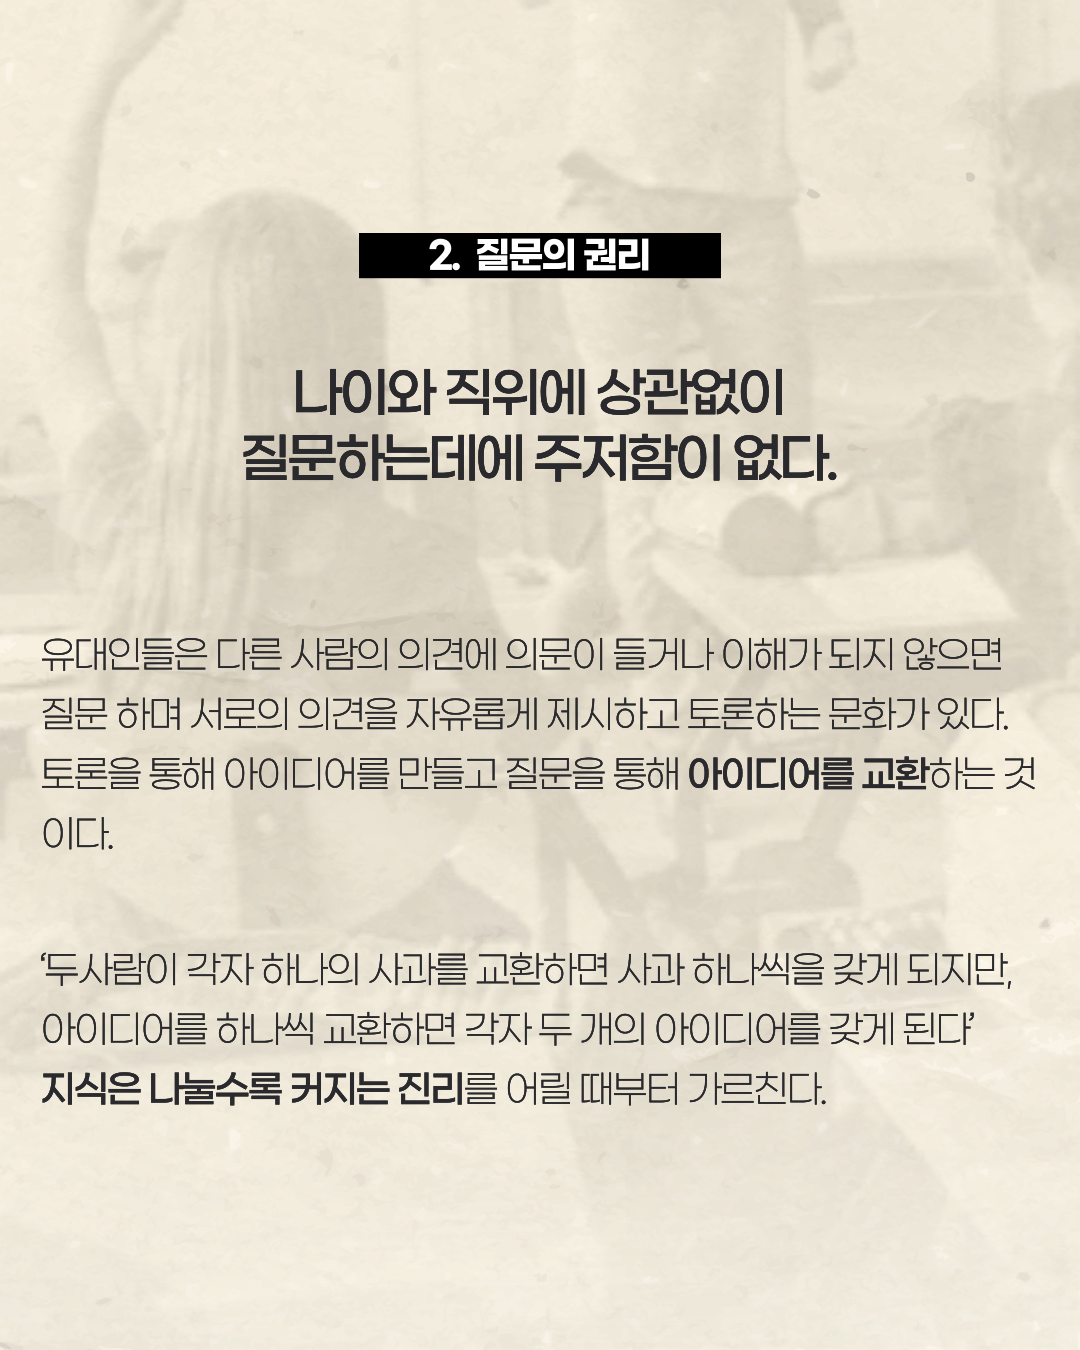 2. 질문의 권리
나이와 직위에 상관없이
질문하는데에 주저함이 없다.
유대인들은 다른 사람의 의견에 의문이 들거나 이해가 되지 않으면
질문 하며 서로의 의견을 자유롭게 제시하고 토론하는 문화가 있다.
토론을 통해 아이디어를 만들고 질문을 통해 아이디어를 교환하는 것
이다.
‘두사람이 각자 하나의 사과를 교환하면 사과 하나씩을 갖게 되지만,
아이디어를 하나씩 교환하면 각자 두 개의 아이디어를 갖게 된다’
지식은 나눌수록 커지는 진리를 어릴 때부터 가르친다.